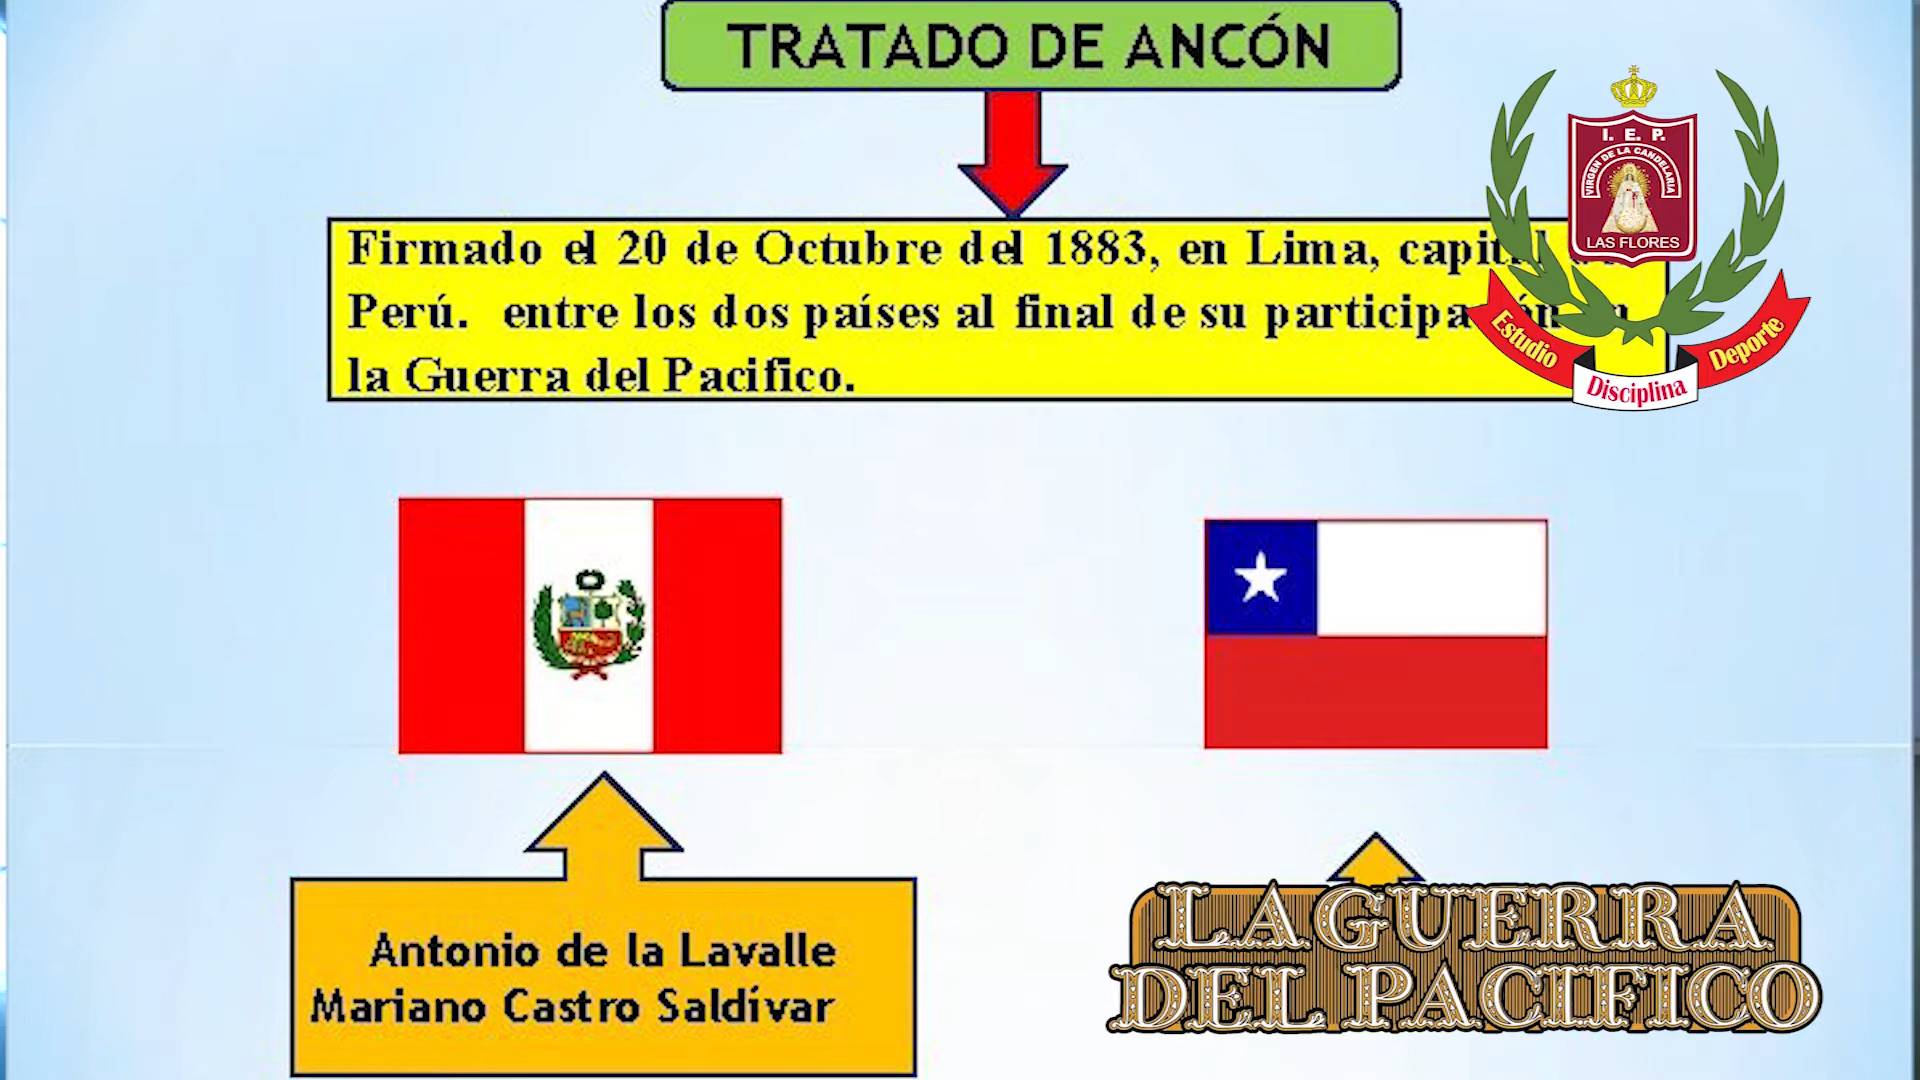 TRATADO DE ANCÓN
I. E. P.
VIRGEN DE LA CANDELARIA
LAS FLORES
Estudio
Disciplina
Deporte
Firmado el 20 de Octubre del 1883, en Lima,
Perú. entre los dos países al final de su
la Guerra del Pacifico.
Antonio de la Lavalle
Mariano Castro Saldívar
LA GUERRA
DEL PACIFICO